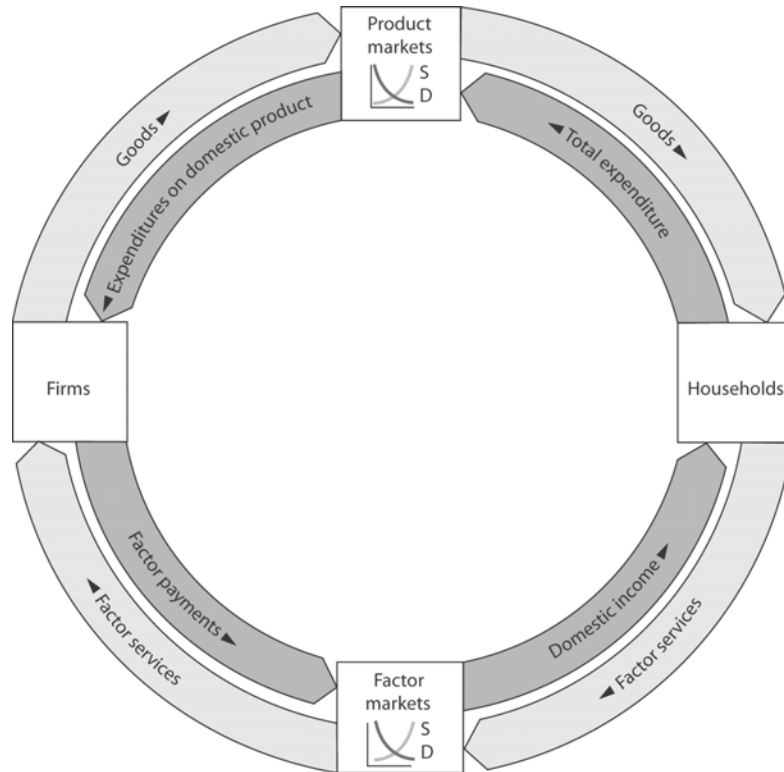 Product
markets
S
D
Goods
Expenditures on domestic product
Total expenditure
Goods
Firms
Households
Factor payments
Factor services
Domestic income
Factor services
Factor
markets
S
D